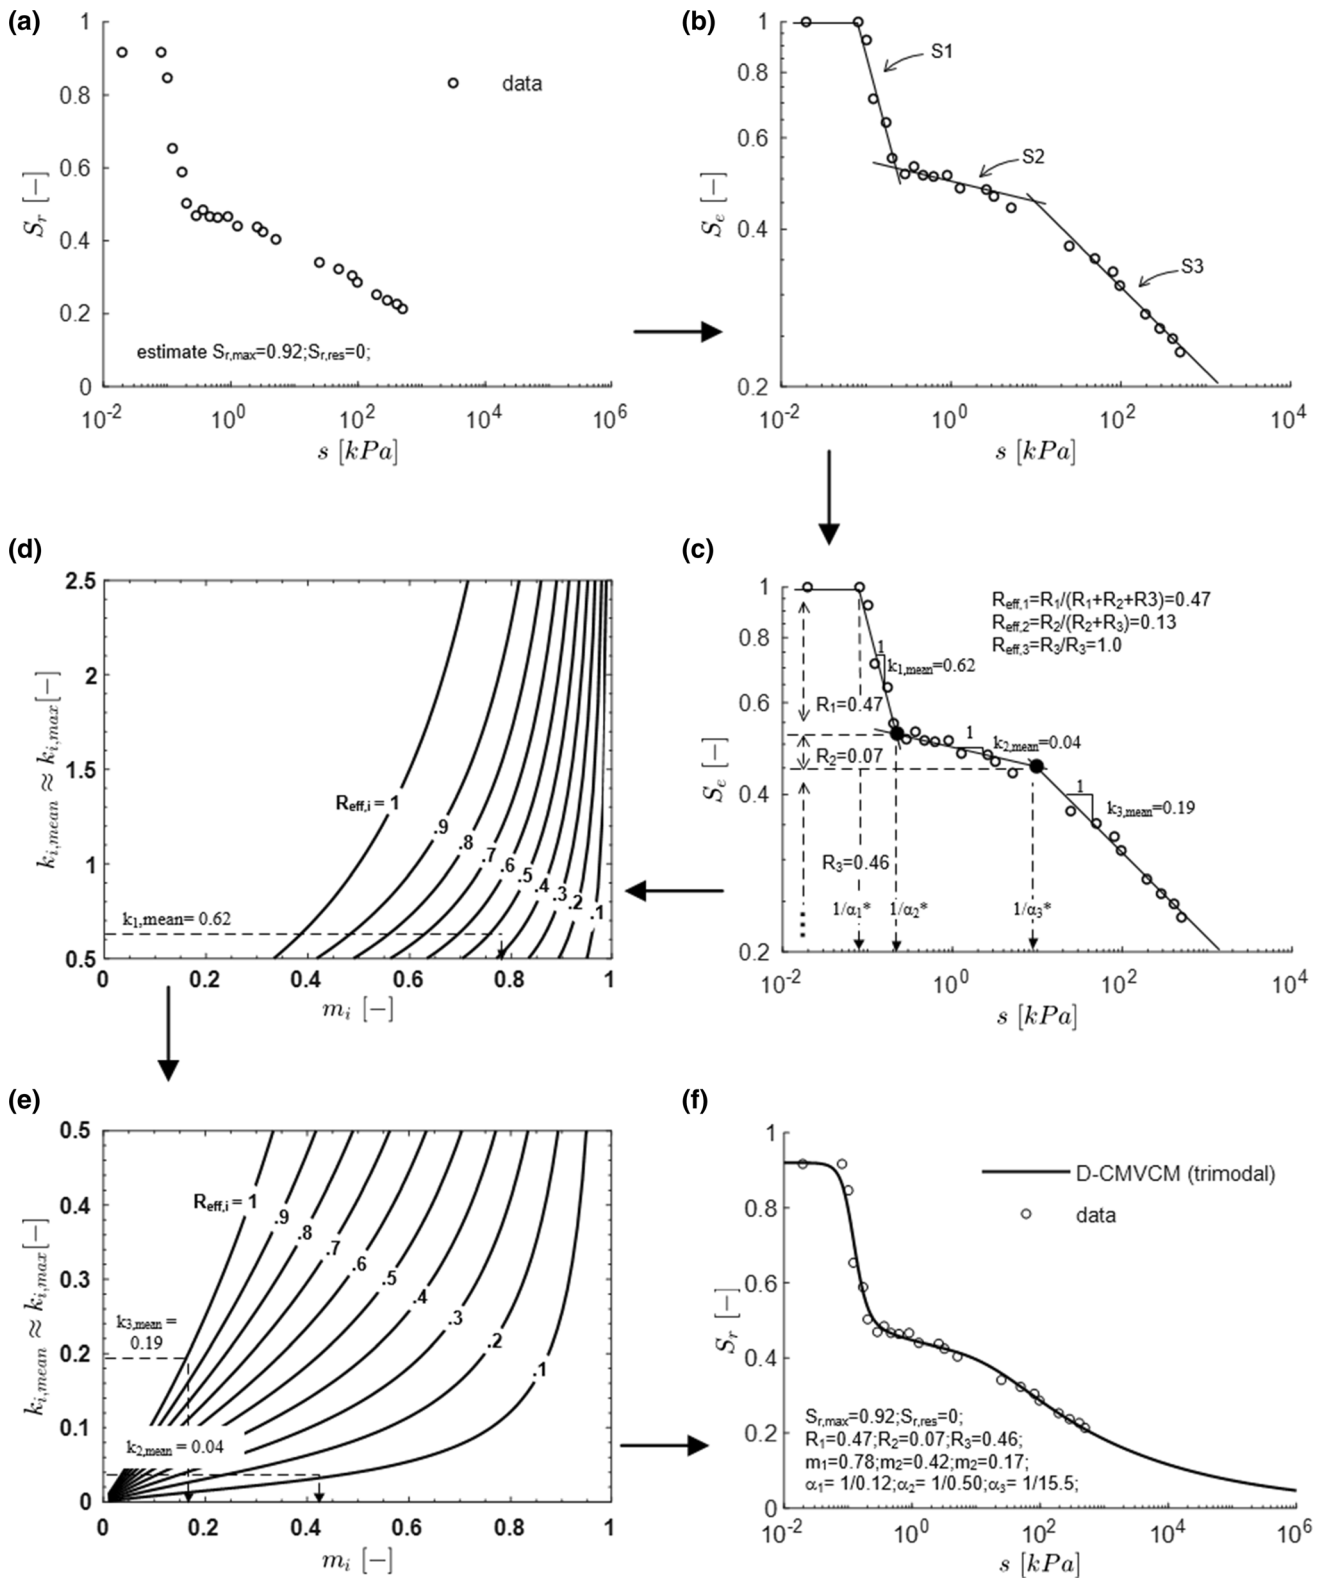 (a)
1
0.8
0.6
0.4
0.2
0
S_r [−]
data
estimate S_r,max=0.92;S_r,res=0;
10^-2
10^0
10^2
10^4
10^6
s [kPa]
(b)
1
0.8
0.6
0.4
0.2
S_e [−]
S1
S2
S3
10^-2
10^0
10^2
10^4
s [kPa]
(d)
2.5
2
1.5
1
0.5
k_i,mean ≈ k_i,max[−]
R_eff,i = 1
.9
.8
.7
.6
.5
.4
.3
.2
.1
k_1,mean= 0.62
0
0.2
0.4
0.6
0.8
1
m_i [−]
(c)
1
0.8
0.6
0.4
0.2
S_e [−]
R_eff,1=R_1/(R_1+R_2+R3)=0.47
R_eff,2=R_2/(R_2+R_3)=0.13
R_eff,3=R_3/R_3=1.0
1
k_1,mean=0.62
R_1=0.47
1
k_2,mean=0.04
R_2=0.07
1
k_3,mean=0.19
R_3=0.46
1/α_1*
1/α_2*
1/α_3*
10^-2
10^0
10^2
10^4
s [kPa]
(e)
0.5
0.4
0.3
0.2
0.1
0
k_i,mean ≈ k_i,max[−]
R_eff,i = 1
.9
.8
.7
.6
.5
.4
.3
.2
.1
k_3,mean =
0.19
k_2,mean = 0.04
0
0.2
0.4
0.6
0.8
1
m_i [−]
(f)
1
0.8
0.6
0.4
0.2
0
S_r [−]
D-CMVCM (trimodal)
data
S_r,max=0.92;S_r,res=0;
R_1=0.47;R_2=0.07;R_3=0.46;
m_1=0.78;m_2=0.42;m_2=0.17;
α_1= 1/0.12;α_2= 1/0.50;α_3= 1/15.5;
10^-2
10^0
10^2
10^4
10^6
s [kPa]